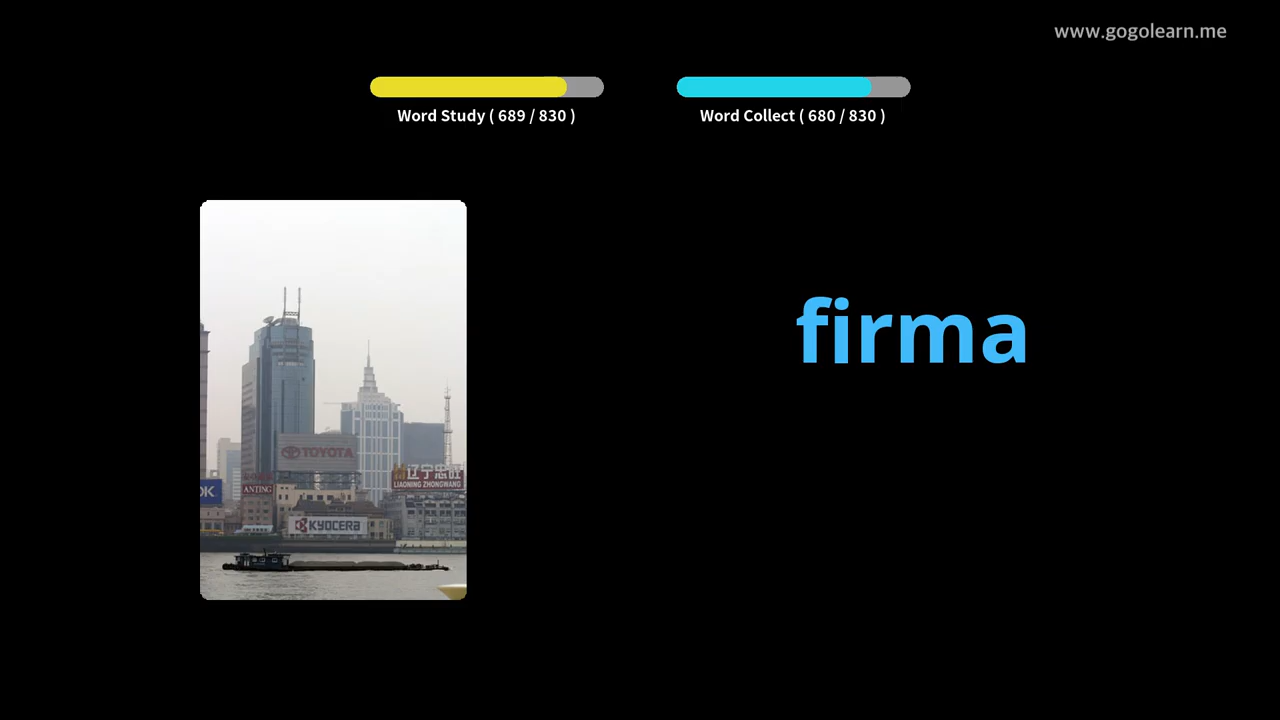 www.gogolearn.me
Word Study ( 689 / 830 )
Word Collect ( 680 / 830 )
firma
TOYOTA
辽宁忠旺
LIAONING ZHONGWANG
OK
ANTING
KYOCERA